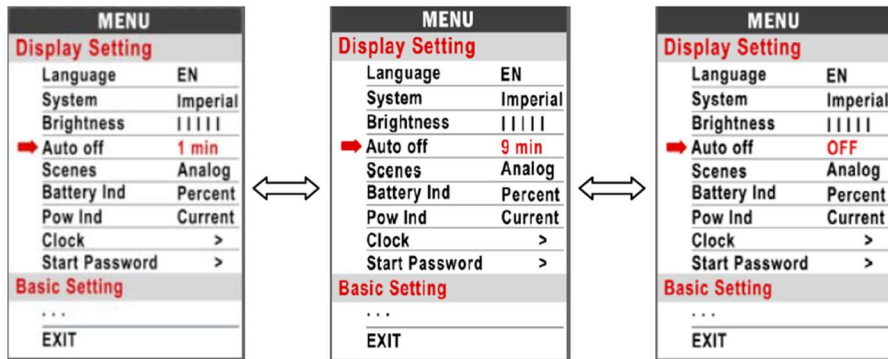 MENU
Display Setting
Language EN
System Imperial
Brightness | | | | |
Auto off 1 min
Scenes Analog
Battery Ind Percent
Pow Ind Current
Clock >
Start Password >
Basic Setting
...
EXIT
MENU
Display Setting
Language EN
System Imperial
Brightness | | | | |
Auto off 9 min
Scenes Analog
Battery Ind Percent
Pow Ind Current
Clock >
Start Password >
Basic Setting
...
EXIT
MENU
Display Setting
Language EN
System Imperial
Brightness | | | | |
Auto off OFF
Scenes Analog
Battery Ind Percent
Pow Ind Current
Clock >
Start Password >
Basic Setting
...
EXIT